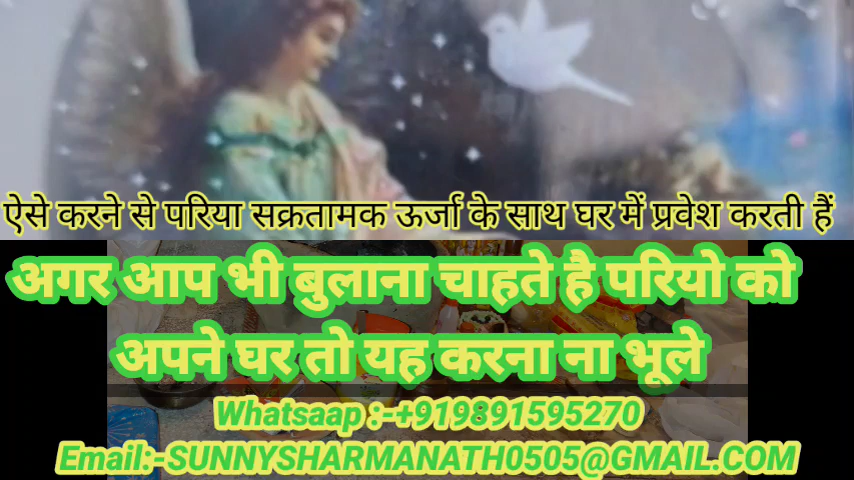 ऐसे करने से परिया सक्रतामक ऊर्जा के साथ घर में प्रवेश करती हैं
अगर आप भी बुलाना चाहते है परियो को
अपने घर तो यह करना ना भूले
Whatsaap :-+919891595270
Email:-SUNNYSHARMANATH0505@GMAIL.COM